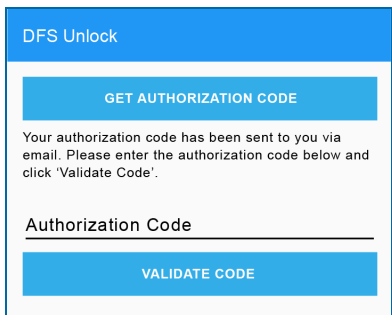 DFS Unlock
GET AUTHORIZATION CODE
Your authorization code has been sent to you via
email. Please enter the authorization code below and
click ‘Validate Code’.
Authorization Code
VALIDATE CODE